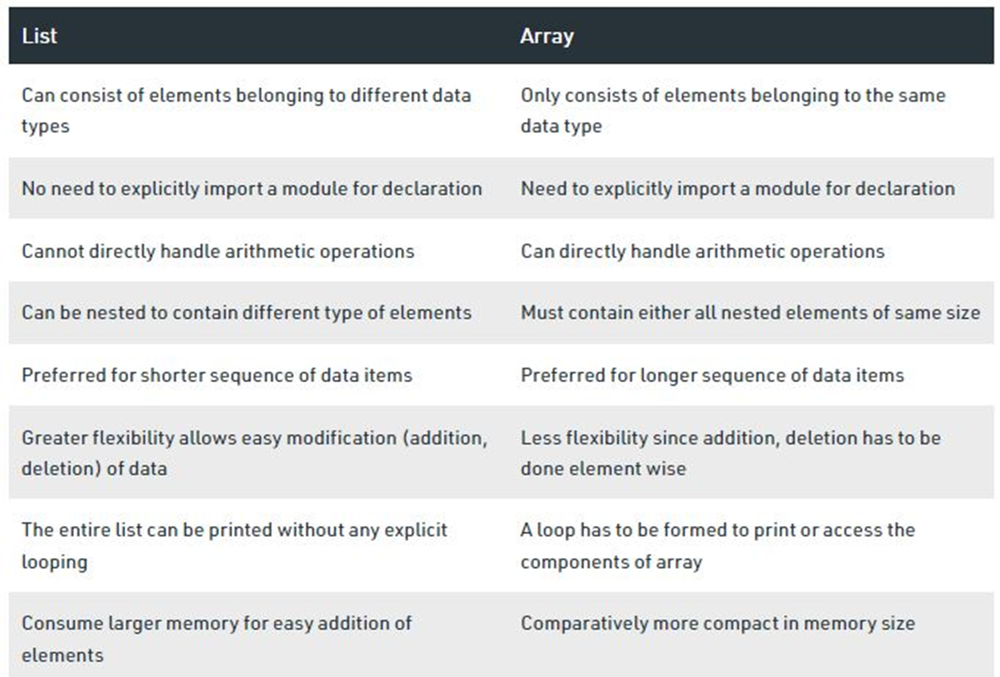 List Array
Can consist of elements belonging to different data
types
Only consists of elements belonging to the same
data type
No need to explicitly import a module for declaration
Need to explicitly import a module for declaration
Cannot directly handle arithmetic operations
Can directly handle arithmetic operations
Can be nested to contain different type of elements
Must contain either all nested elements of same size
Preferred for shorter sequence of data items
Preferred for longer sequence of data items
Greater flexibility allows easy modification (addition,
deletion) of data
Less flexibility since addition, deletion has to be
done element wise
The entire list can be printed without any explicit
looping
A loop has to be formed to print or access the
components of array
Consume larger memory for easy addition of
elements
Comparatively more compact in memory size